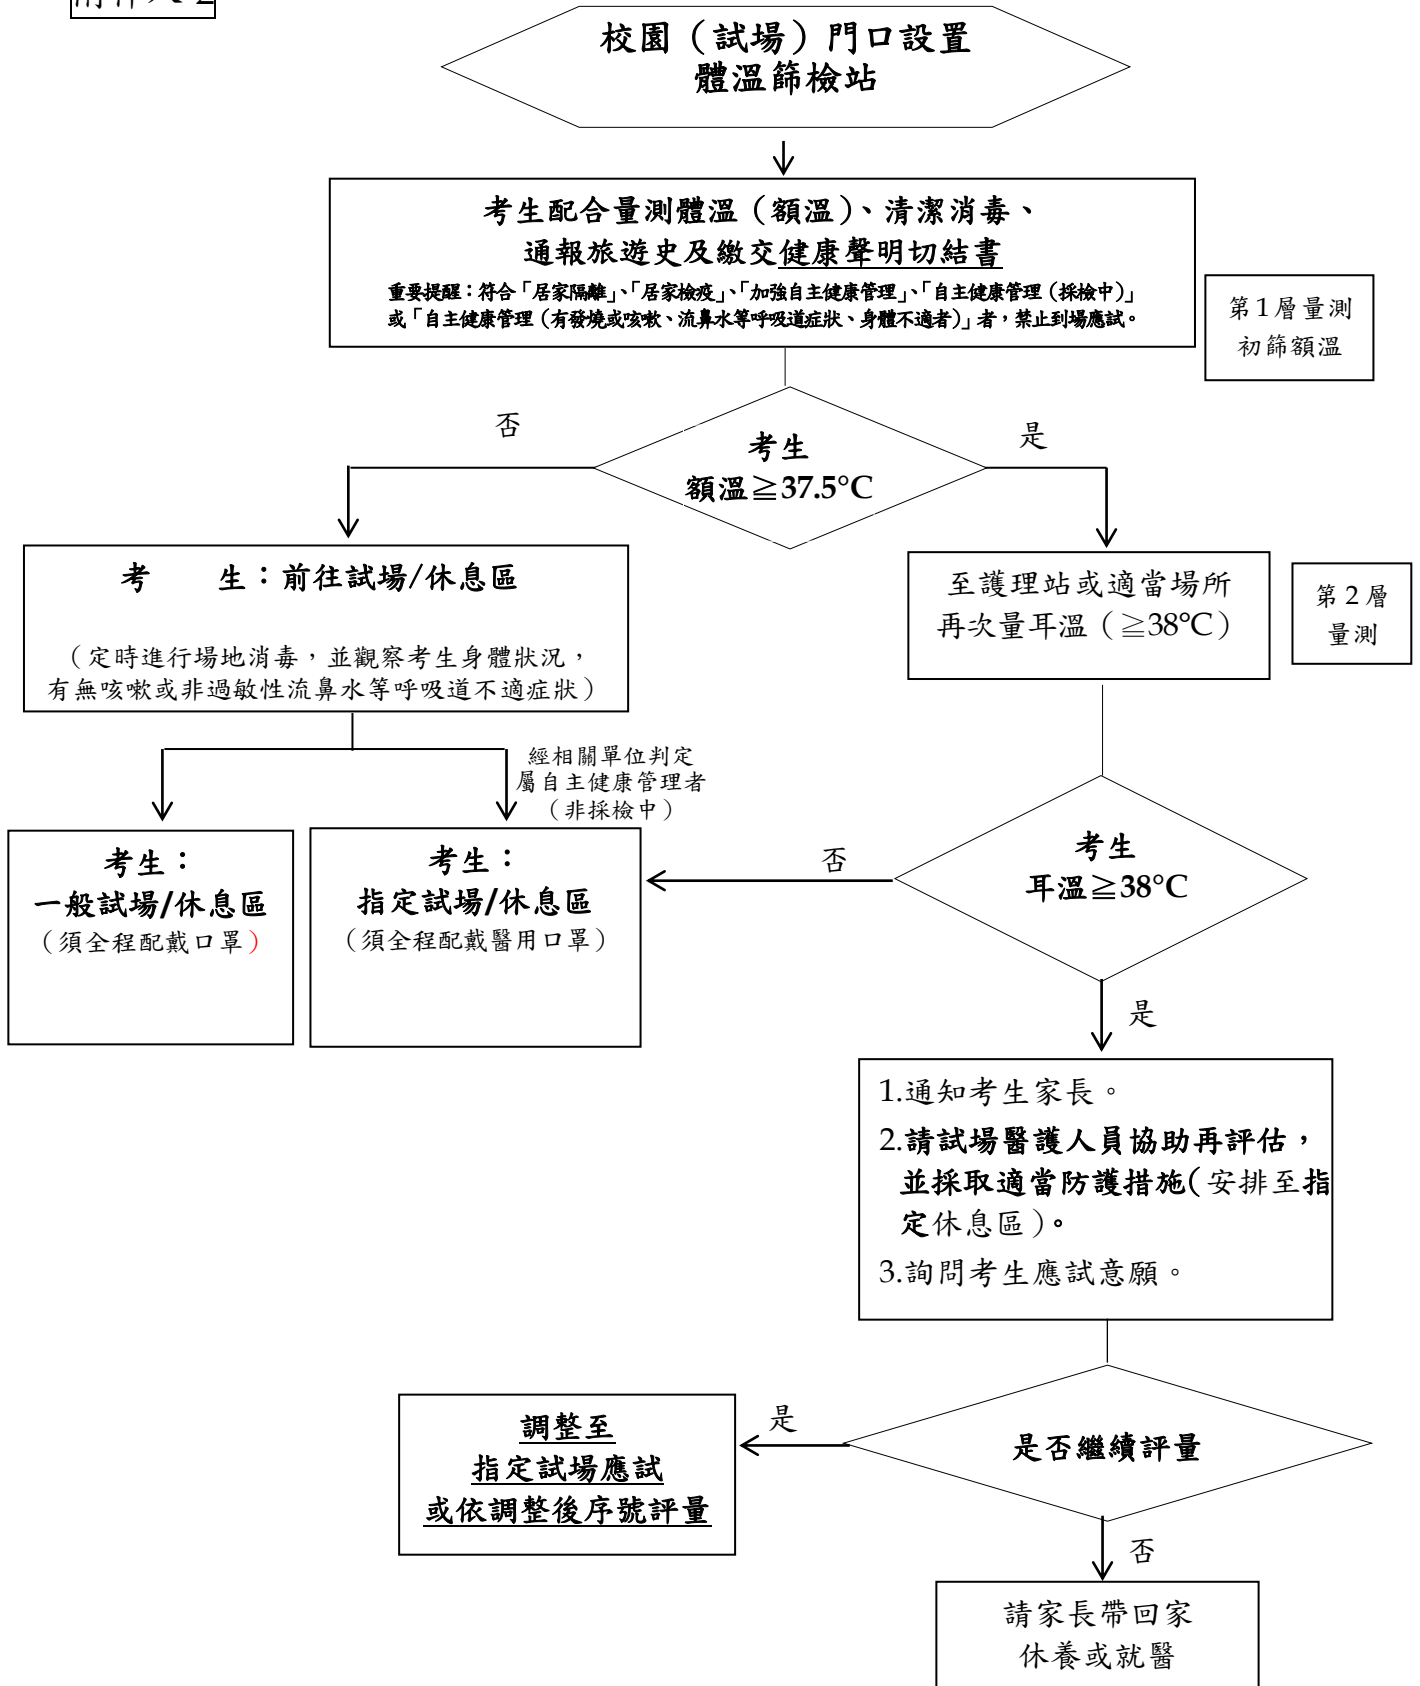 校園（試場）門口設置
體溫篩檢站
考生配合量測體溫（額溫）、清潔消毒、
通報旅遊史及繳交健康聲明切結書
重要提醒：符合「居家隔離」、「居家檢疫」、「加強自主健康管理」、「自主健康管理（採檢中）」
或「自主健康管理（有發燒或咳嗽、流鼻水等呼吸道症狀、身體不適者）」者，禁止到場應試。
第1層量測
初篩額溫
否
是
考生
額溫≧37.5°C
考　　生：前往試場/休息區
（定時進行場地消毒，並觀察考生身體狀況，
有無咳嗽或非過敏性流鼻水等呼吸道不適症狀）
至護理站或適當場所
再次量耳溫（≧38°C）
第2層
量測
經相關單位判定
屬自主健康管理者
（非採檢中）
考生：
一般試場/休息區
（須全程配戴口罩）
考生：
指定試場/休息區
（須全程配戴醫用口罩）
否
考生
耳溫≧38°C
是
1.通知考生家長。
2.請試場醫護人員協助再評估，
並採取適當防護措施(安排至指
定休息區)。
3.詢問考生應試意願。
調整至
指定試場應試
或依調整後序號評量
是
是否繼續評量
否
請家長帶回家
休養或就醫